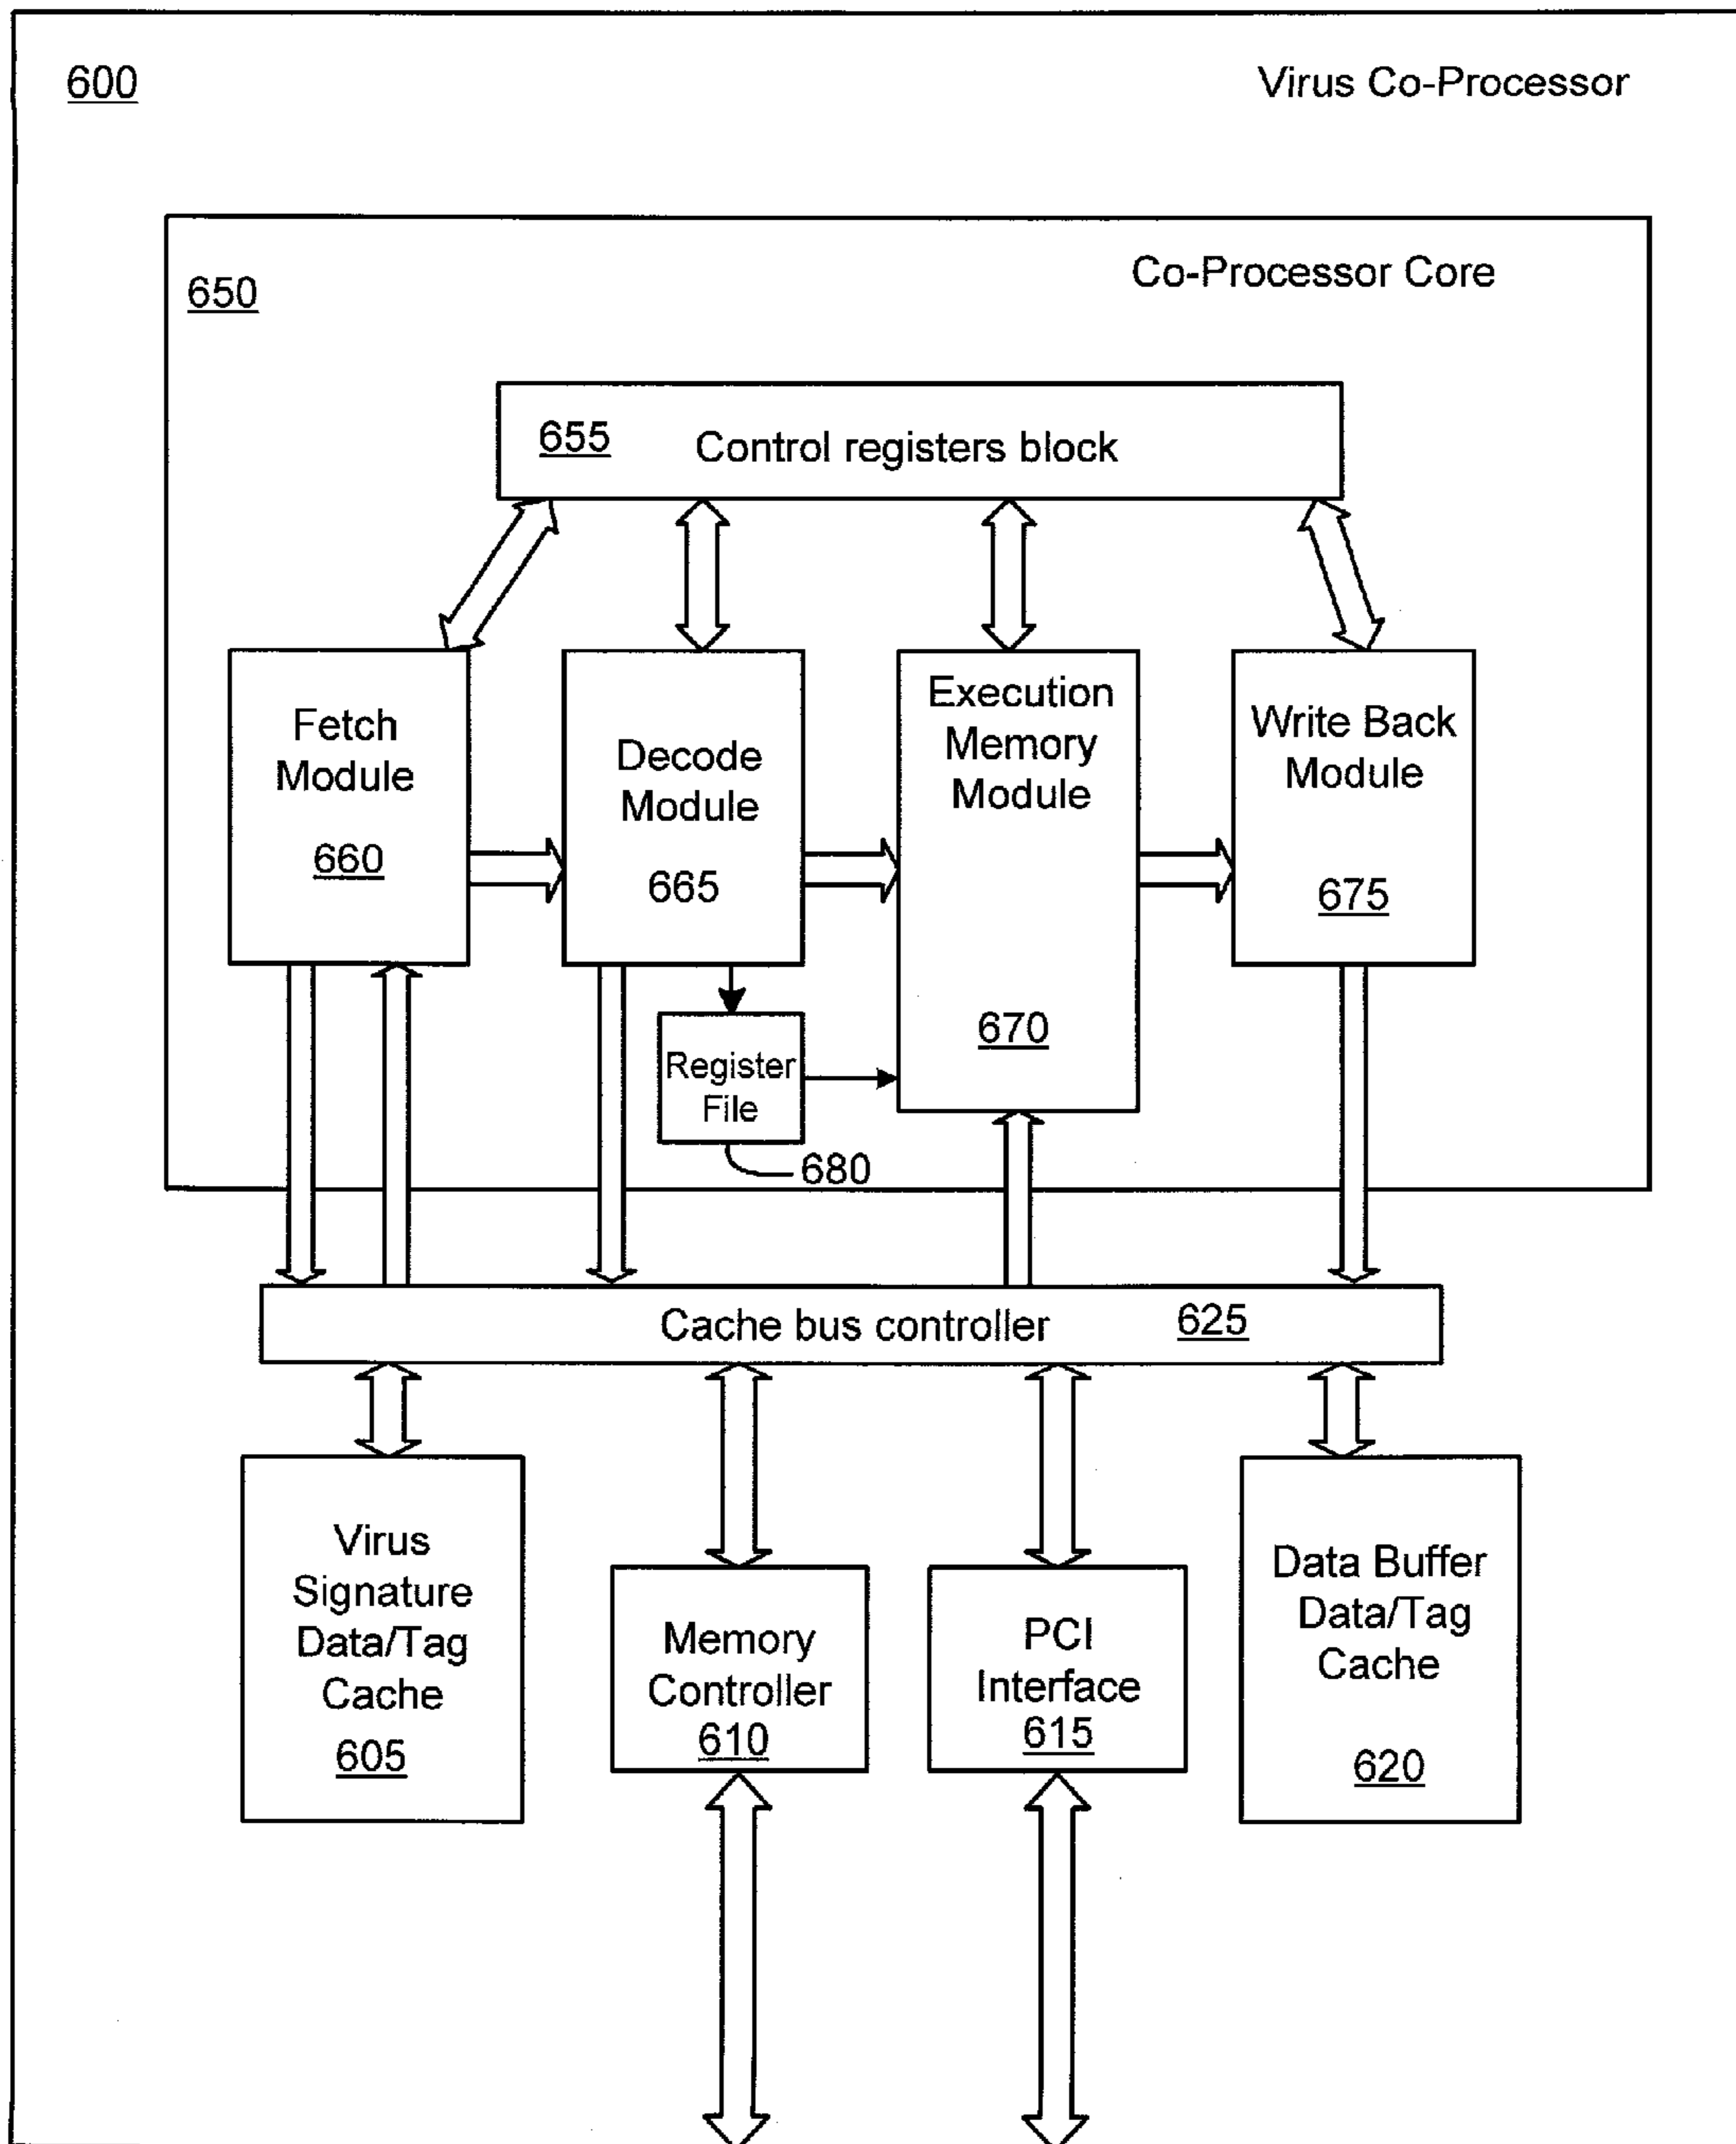 600
Virus Co-Processor
650
Co-Processor Core
655
Control registers block
Fetch
Module
660
Decode
Module
665
Execution
Memory
Module
670
Write Back
Module
675
Register
File
680
Cache bus controller
625
Virus
Signature
Data/Tag
Cache
605
Memory
Controller
610
PCI
Interface
615
Data Buffer
Data/Tag
Cache
620